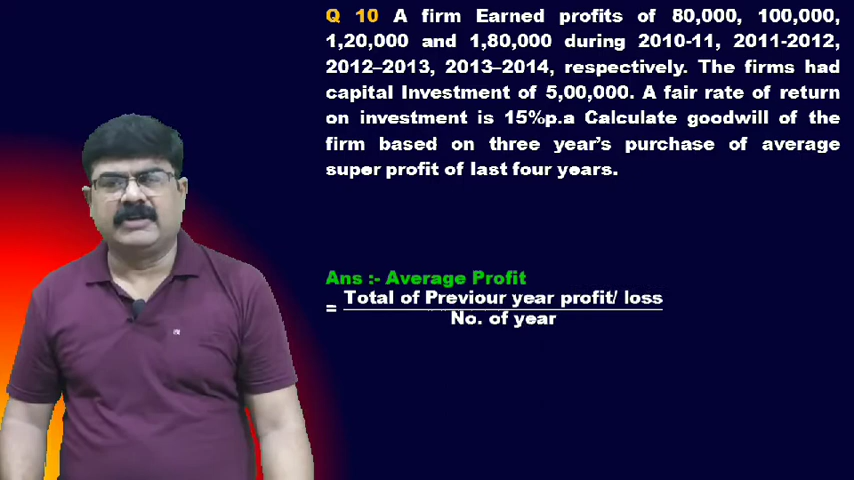 Q 10 A firm Earned profits of 80,000, 100,000,
1,20,000 and 1,80,000 during 2010-11, 2011-2012,
2012–2013, 2013–2014, respectively. The firms had
capital Investment of 5,00,000. A fair rate of return
on investment is 15%p.a Calculate goodwill of the
firm based on three year's purchase of average
super profit of last four years.
Ans :- Average Profit
= Total of Previour year profit/ loss
No. of year